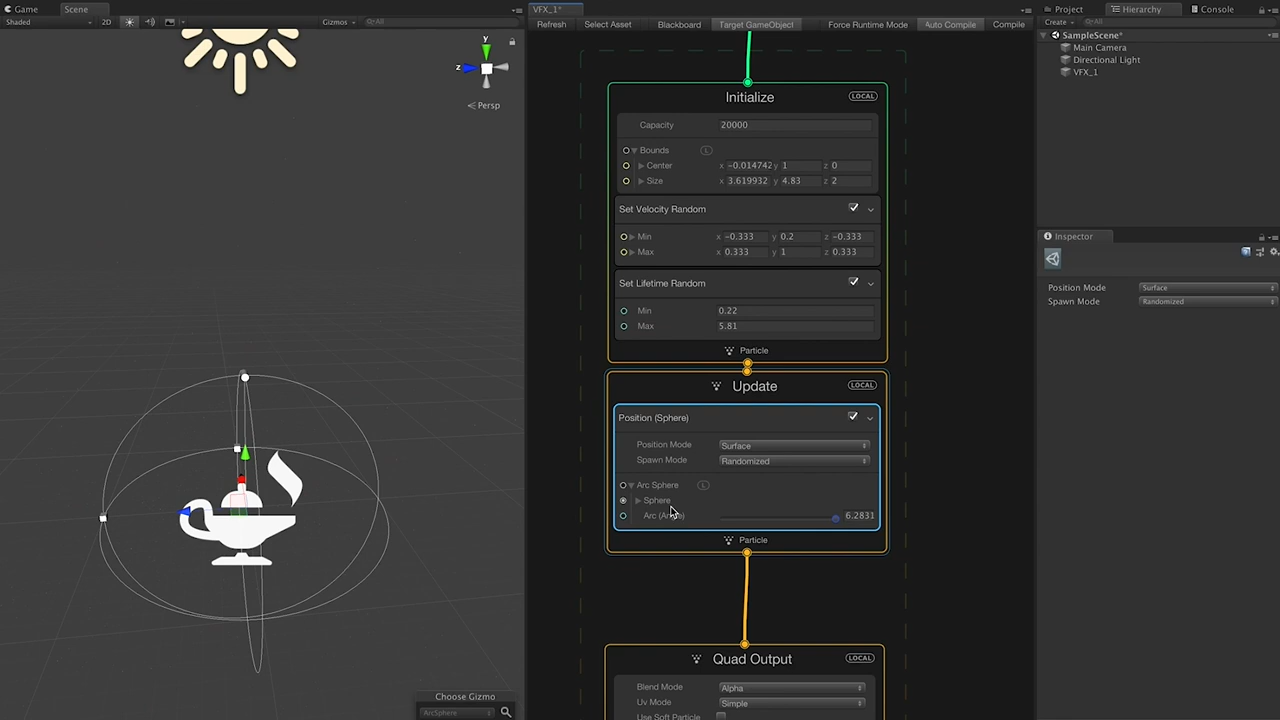 Game
Scene
Shaded
2D
Gizmos
All
y
z
Persp
Choose Gizmo
ArcSphere
VFX_1*
Refresh
Select Asset
Blackboard
Target GameObject
Force Runtime Mode
Auto Compile
Compile
Initialize
LOCAL
Capacity
20000
Bounds
L
Center
x -0.014742 y 1 z 0
Size
x 3.619932 y 4.83 z 2
Set Velocity Random
Min
x -0.333 y 0.2 z -0.333
Max
x 0.333 y 1 z 0.333
Set Lifetime Random
Min
0.22
Max
5.81
Particle
Update
LOCAL
Position (Sphere)
Position Mode
Surface
Spawn Mode
Randomized
Arc Sphere
L
Sphere
6.2831
Particle
Quad Output
LOCAL
Blend Mode
Alpha
Uv Mode
Simple
Use Soft Particle
Project
Hierarchy
Console
Create
All
SampleScene*
Main Camera
Directional Light
VFX_1
Inspector
Position Mode
Surface
Spawn Mode
Randomized